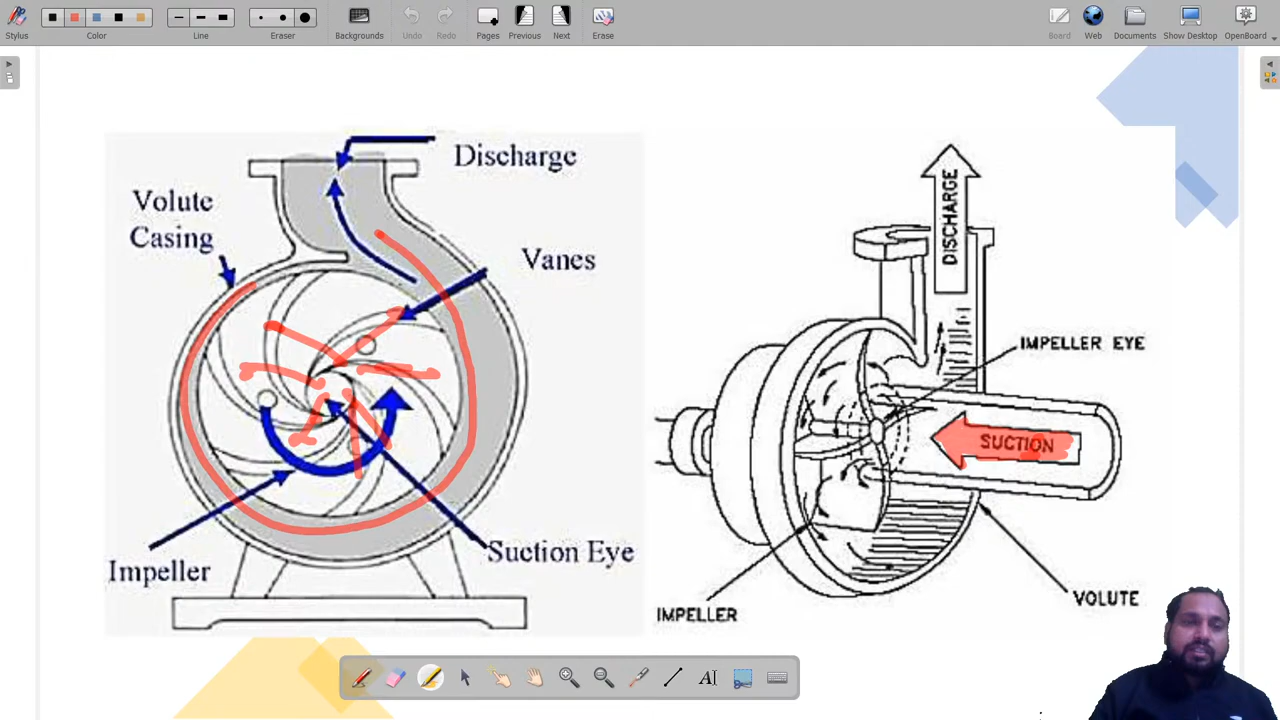 Stylus
Color
Line
Eraser
Backgrounds
Undo
Redo
Pages
Previous
Next
Erase
Board
Web
Documents
Show Desktop
OpenBoard
Discharge
Volute
Casing
Vanes
Impeller
Suction Eye
DISCHARGE
IMPELLER EYE
SUCTION
IMPELLER
VOLUTE